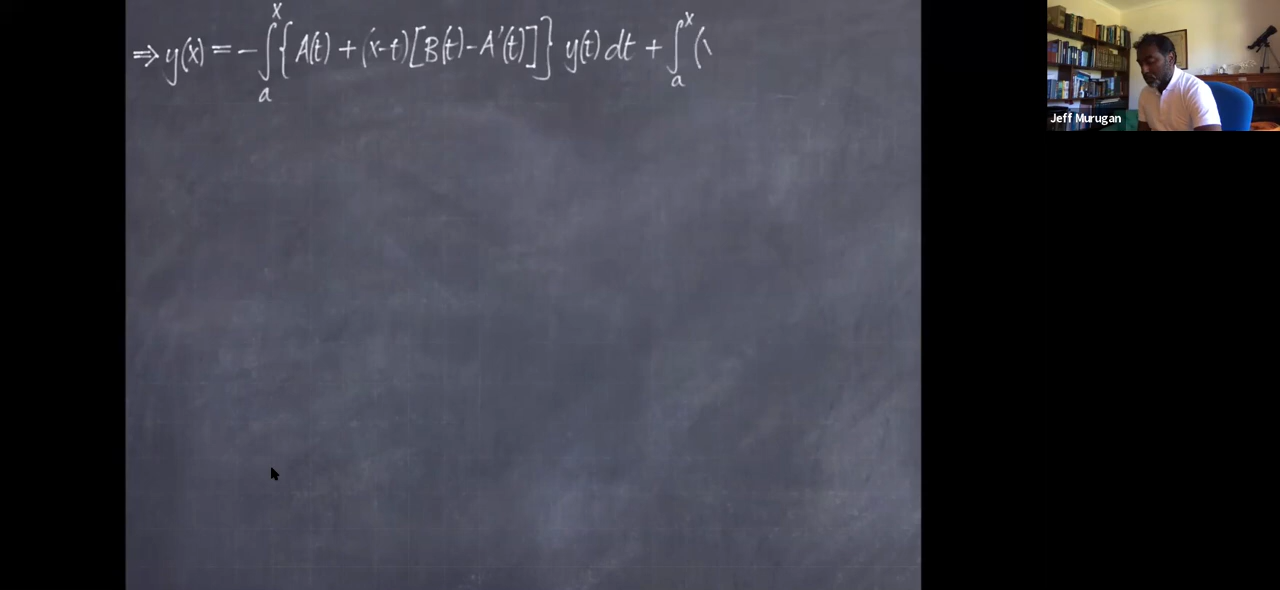 ⇒ y(x) = -∫ₐˣ {A(t) + (x-t)[B(t)-A'(t)]} y(t) dt + ∫ₐˣ (
Jeff Murugan